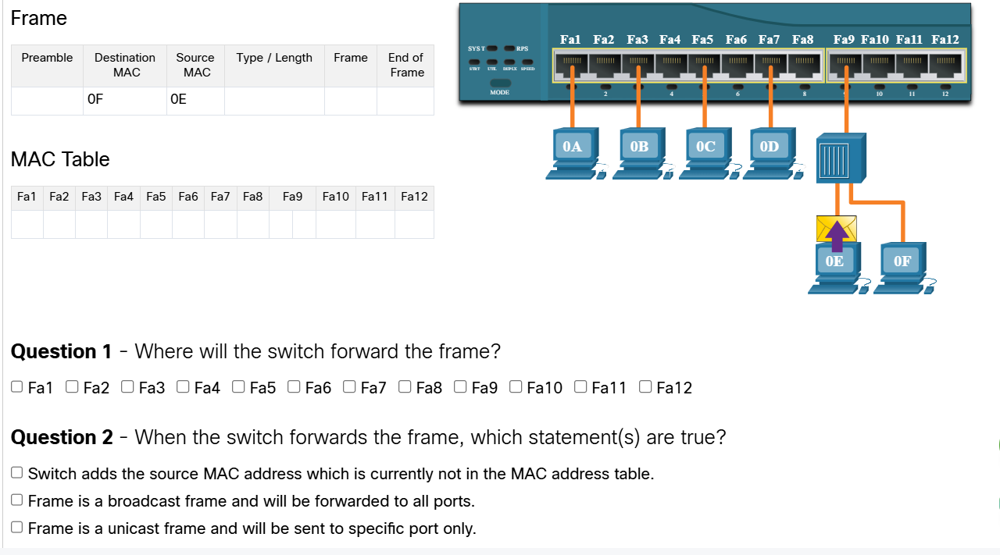 Frame
Preamble Destination MAC Source MAC Type / Length Frame End of Frame
0F 0E
MAC Table
Fa1 Fa2 Fa3 Fa4 Fa5 Fa6 Fa7 Fa8 Fa9 Fa10 Fa11 Fa12
Fa1 Fa2 Fa3 Fa4 Fa5 Fa6 Fa7 Fa8 Fa9 Fa10 Fa11 Fa12
SYST RPS
STRT UTIL DUPLX SPEED
MODE
2 4 6 8 10 11 12
0A 0B 0C 0D
0E 0F
Question 1 - Where will the switch forward the frame?
Fa1 Fa2 Fa3 Fa4 Fa5 Fa6 Fa7 Fa8 Fa9 Fa10 Fa11 Fa12
Question 2 - When the switch forwards the frame, which statement(s) are true?
Switch adds the source MAC address which is currently not in the MAC address table.
Frame is a broadcast frame and will be forwarded to all ports.
Frame is a unicast frame and will be sent to specific port only.